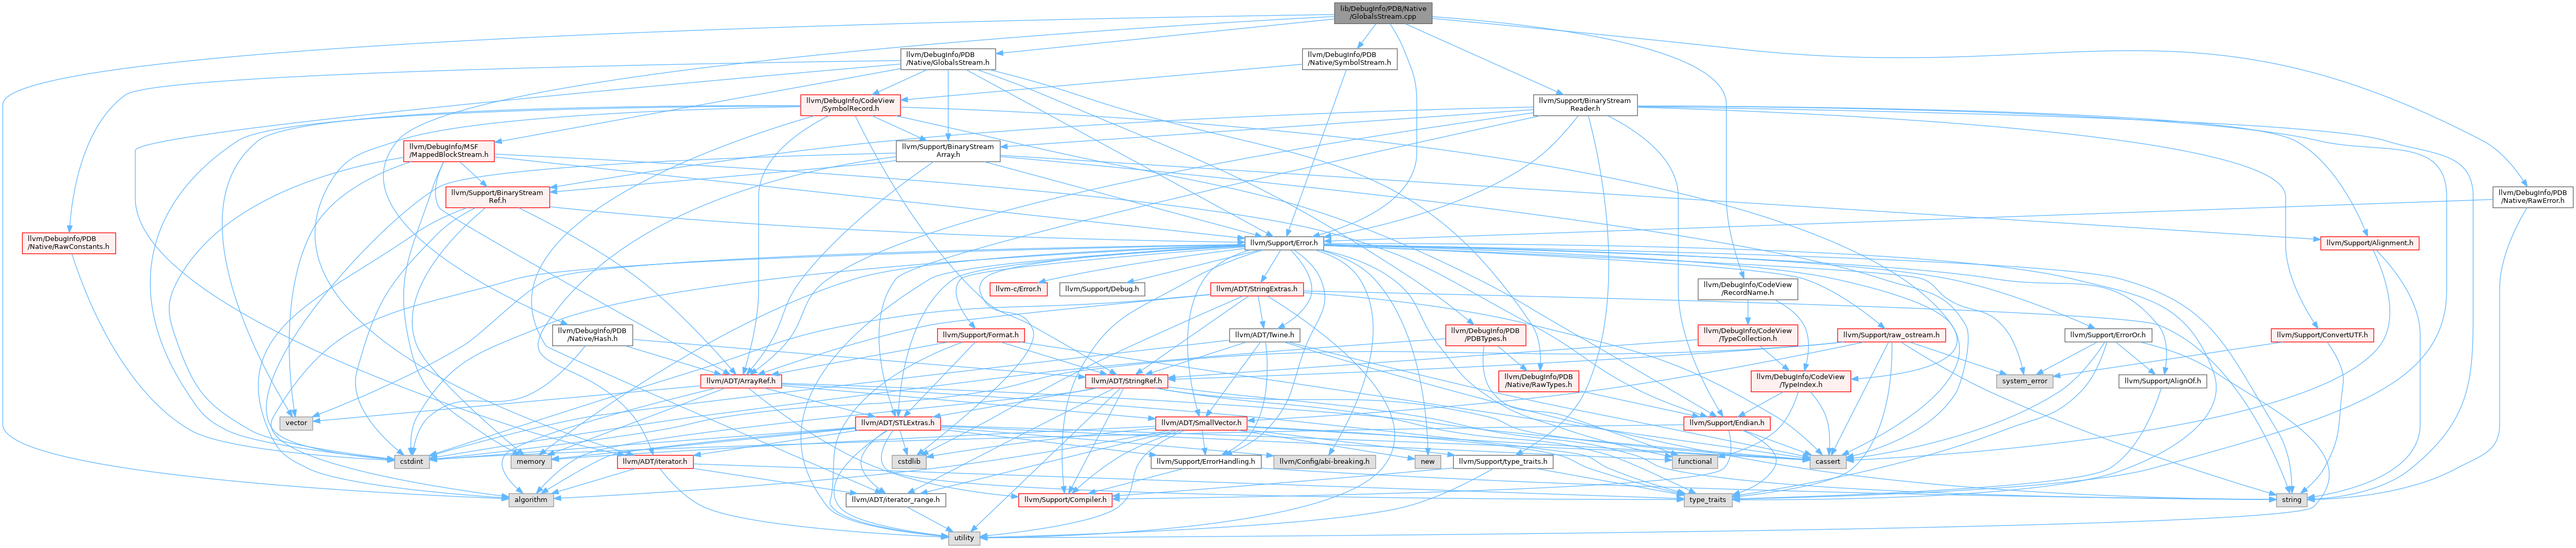 lib/DebugInfo/PDB/Native
/GlobalsStream.cpp
llvm/DebugInfo/PDB
/Native/GlobalsStream.h
llvm/DebugInfo/PDB
/Native/SymbolStream.h
llvm/DebugInfo/CodeView
/SymbolRecord.h
llvm/Support/BinaryStream
Reader.h
llvm/DebugInfo/MSF
/MappedBlockStream.h
llvm/Support/BinaryStream
Array.h
llvm/Support/BinaryStream
Ref.h
llvm/DebugInfo/PDB
/Native/RawError.h
llvm/DebugInfo/PDB
/Native/RawConstants.h
llvm/Support/Error.h
llvm/Support/Alignment.h
llvm-c/Error.h
llvm/Support/Debug.h
llvm/ADT/StringExtras.h
llvm/DebugInfo/CodeView
/RecordName.h
llvm/DebugInfo/PDB
/Native/Hash.h
llvm/Support/Format.h
llvm/ADT/Twine.h
llvm/DebugInfo/PDB
/PDBTypes.h
llvm/DebugInfo/CodeView
/TypeCollection.h
llvm/Support/raw_ostream.h
llvm/Support/ErrorOr.h
llvm/Support/ConvertUTF.h
llvm/ADT/ArrayRef.h
llvm/ADT/StringRef.h
llvm/DebugInfo/PDB
/Native/RawTypes.h
llvm/DebugInfo/CodeView
/TypeIndex.h
system_error
llvm/Support/AlignOf.h
vector
llvm/ADT/STLExtras.h
llvm/ADT/SmallVector.h
llvm/Support/Endian.h
cstdint
memory
llvm/ADT/iterator.h
cstdlib
llvm/Support/ErrorHandling.h
llvm/Config/abi-breaking.h
new
llvm/Support/type_traits.h
functional
cassert
algorithm
llvm/ADT/iterator_range.h
llvm/Support/Compiler.h
type_traits
string
utility